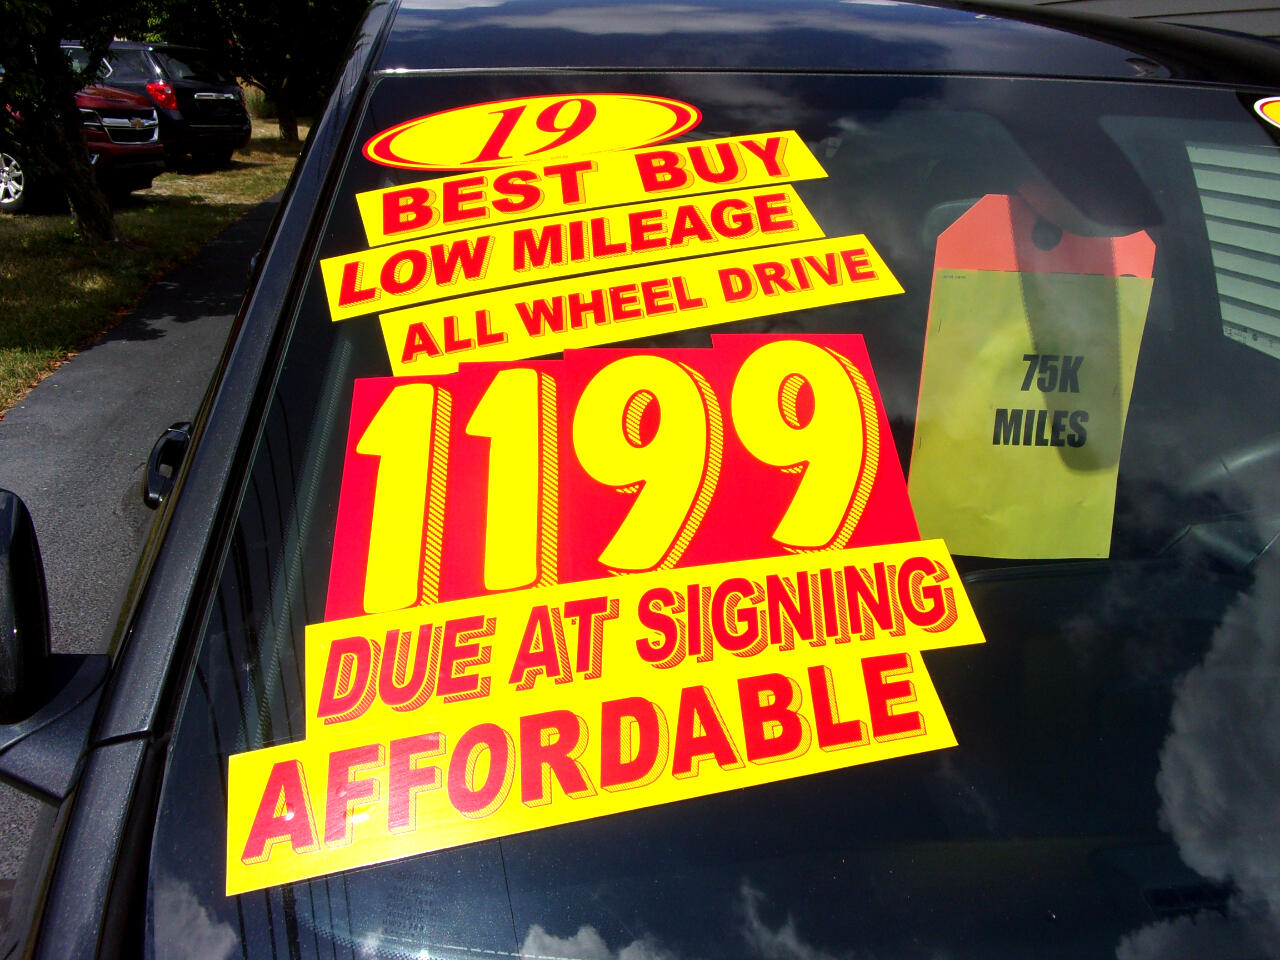 19
BEST BUY
LOW MILEAGE
ALL WHEEL DRIVE
1199
DUE AT SIGNING
AFFORDABLE
75K
MILES